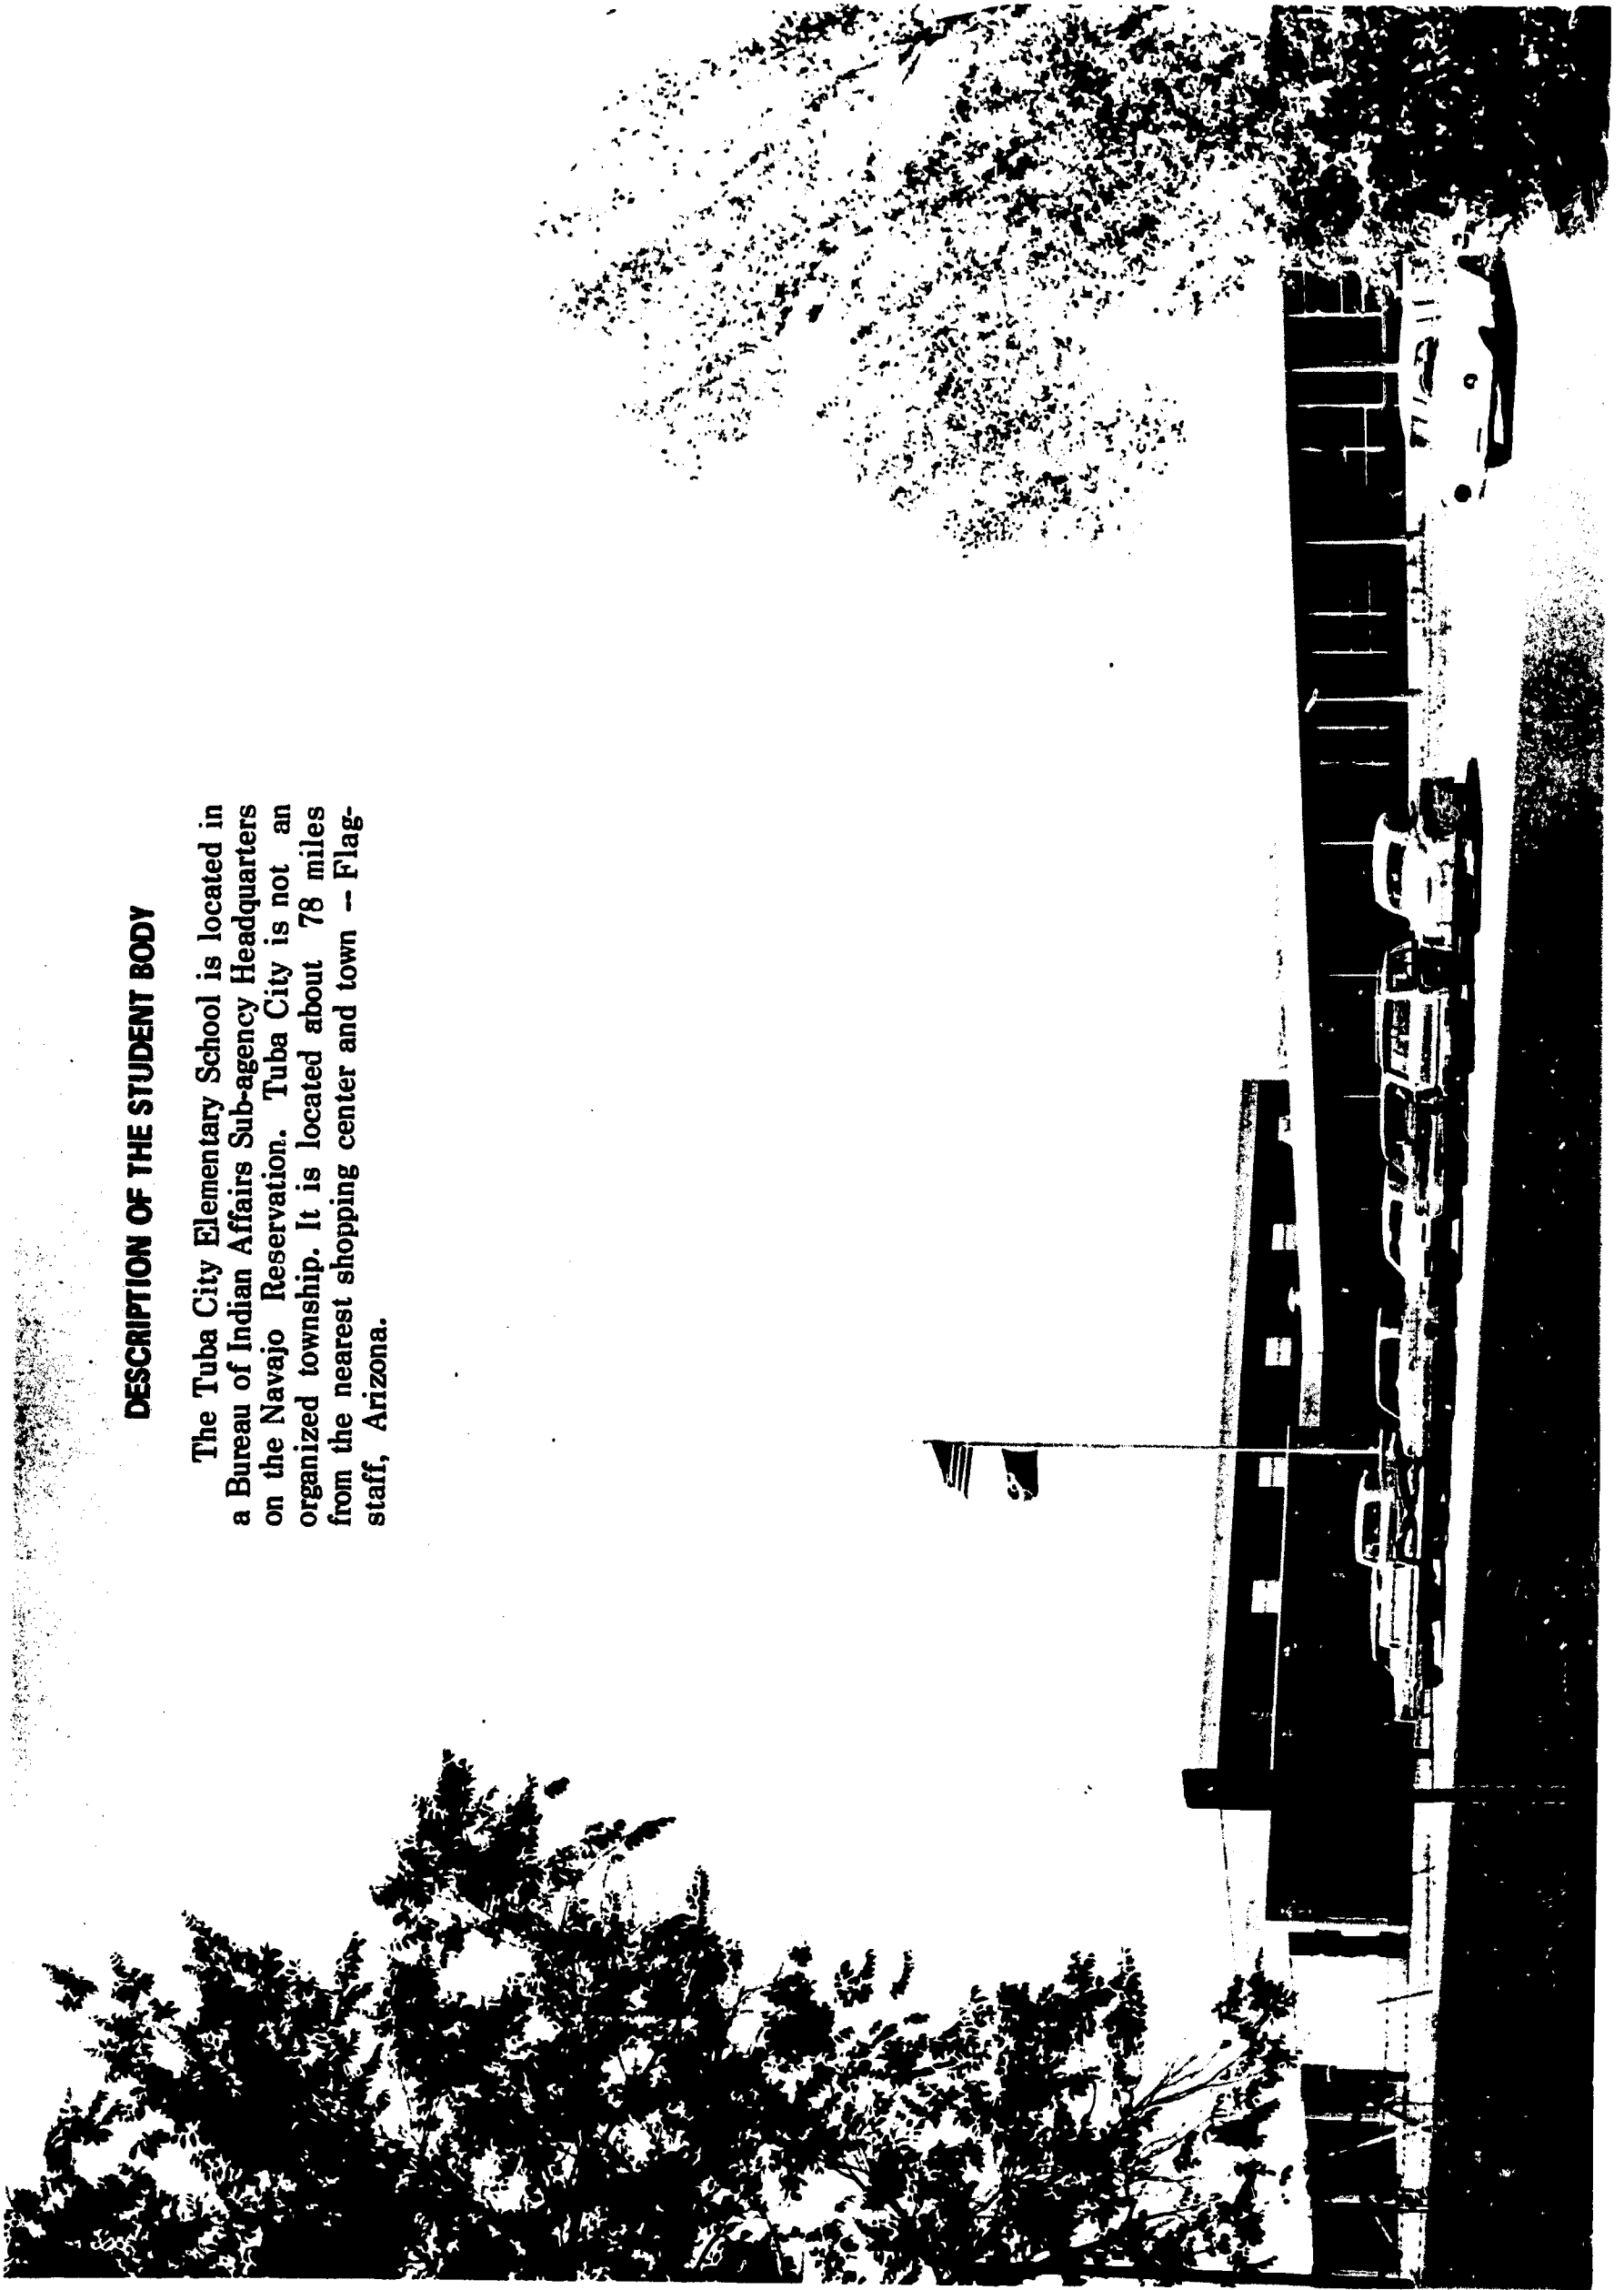 DESCRIPTION OF THE STUDENT BODY
The Tuba City Elementary School is located in
a Bureau of Indian Affairs Sub-agency Headquarters
on the Navajo Reservation. Tuba City is not an
organized township. It is located about 78 miles
from the nearest shopping center and town -- Flag-
staff, Arizona.